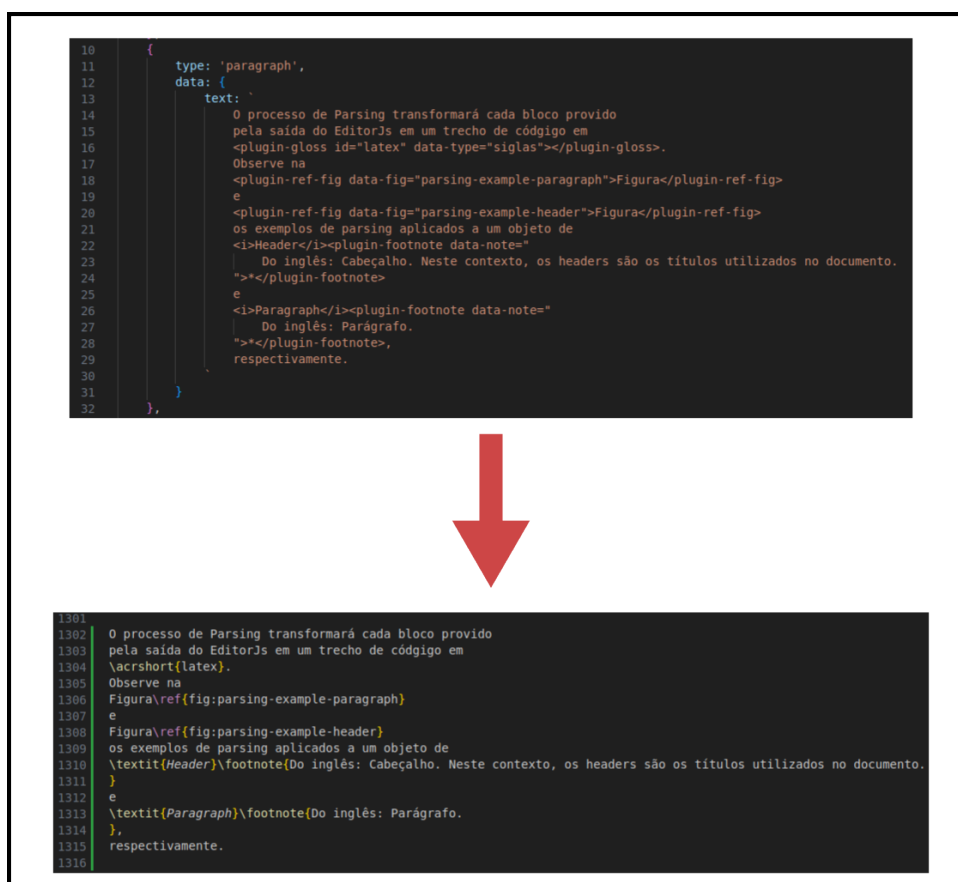 10 {
11 type: 'paragraph',
12 data: {
13 text: `
14 O processo de Parsing transformará cada bloco provido
15 pela saída do EditorJs em um trecho de códgigo em
16 <plugin-gloss id="latex" data-type="siglas"></plugin-gloss>.
17 Observe na
18 <plugin-ref-fig data-fig="parsing-example-paragraph">Figura</plugin-ref-fig>
19 e
20 <plugin-ref-fig data-fig="parsing-example-header">Figura</plugin-ref-fig>
21 os exemplos de parsing aplicados a um objeto de
22 <i>Header</i><plugin-footnote data-note="
23 Do inglês: Cabeçalho. Neste contexto, os headers são os títulos utilizados no documento.
24 ">*</plugin-footnote>
25 e
26 <i>Paragraph</i><plugin-footnote data-note="
27 Do inglês: Parágrafo.
28 ">*</plugin-footnote>,
29 respectivamente.
30 `
31 }
32 },
1301
1302 O processo de Parsing transformará cada bloco provido
1303 pela saída do EditorJs em um trecho de códgigo em
1304 \acrshort{latex}.
1305 Observe na
1306 Figura\ref{fig:parsing-example-paragraph}
1307 e
1308 Figura\ref{fig:parsing-example-header}
1309 os exemplos de parsing aplicados a um objeto de
1310 \textit{Header}\footnote{Do inglês: Cabeçalho. Neste contexto, os headers são os títulos utilizados no documento.
1311 }
1312 e
1313 \textit{Paragraph}\footnote{Do inglês: Parágrafo.
1314 },
1315 respectivamente.
1316